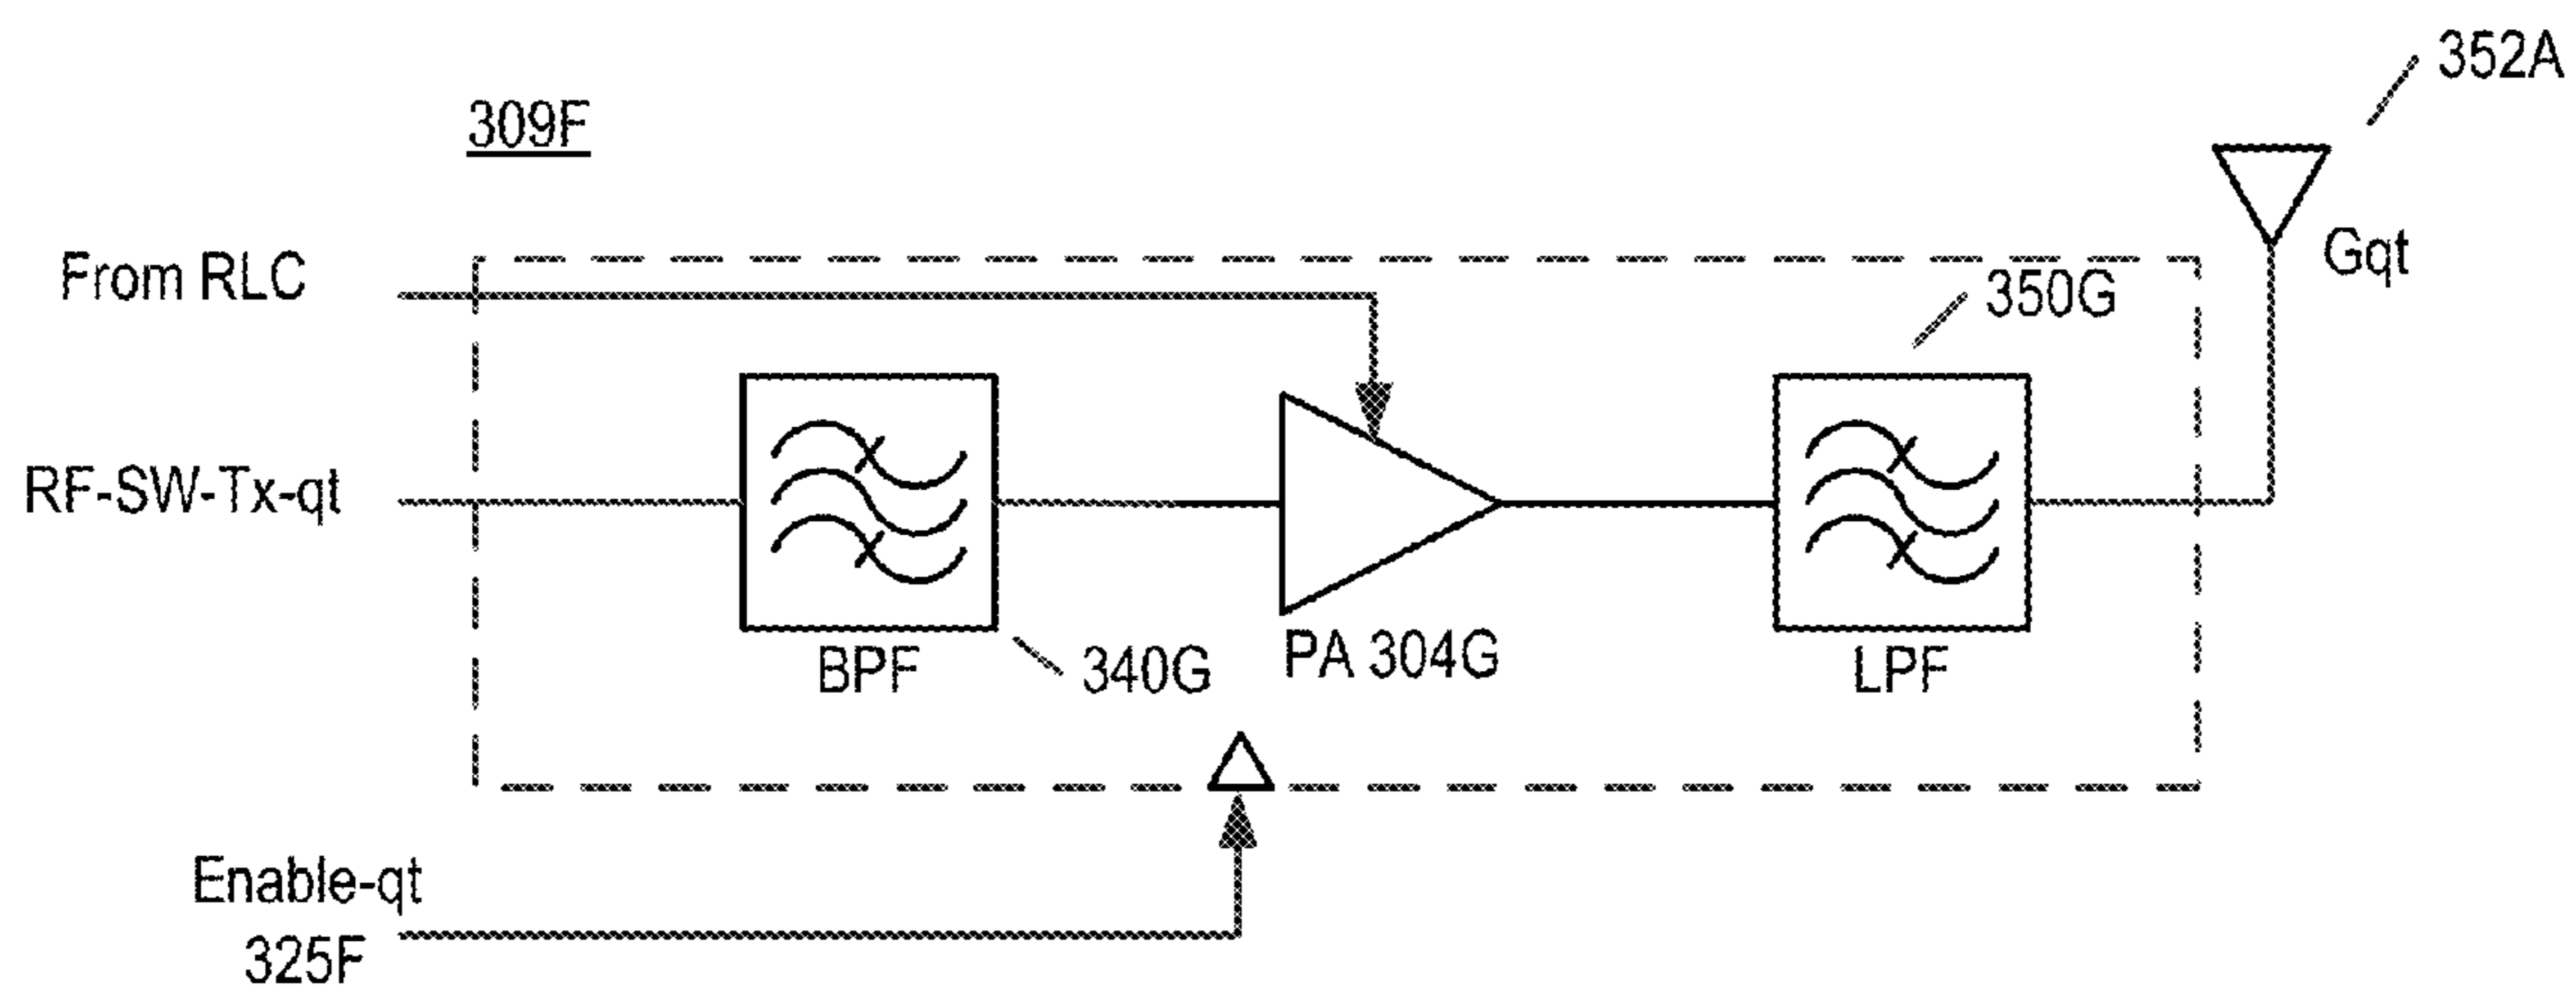 352A
309F
Gqt
From RLC
350G
RF-SW-Tx-qt
BPF
340G
PA 304G
LPF
Enable-qt
325F